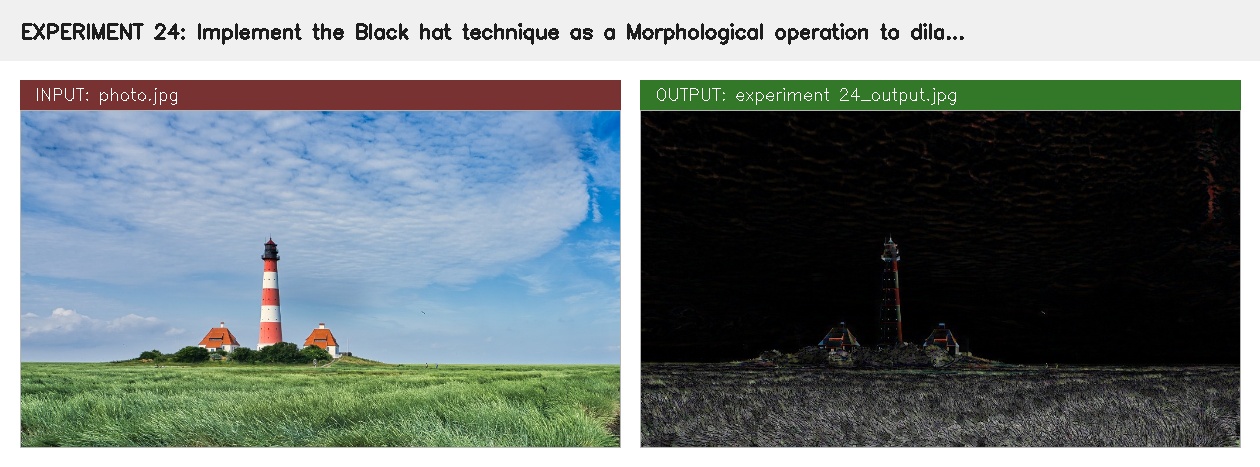 EXPERIMENT 24: Implement the Black hat technique as a Morphological operation to dila...
INPUT: photo.jpg
OUTPUT: experiment 24_output.jpg